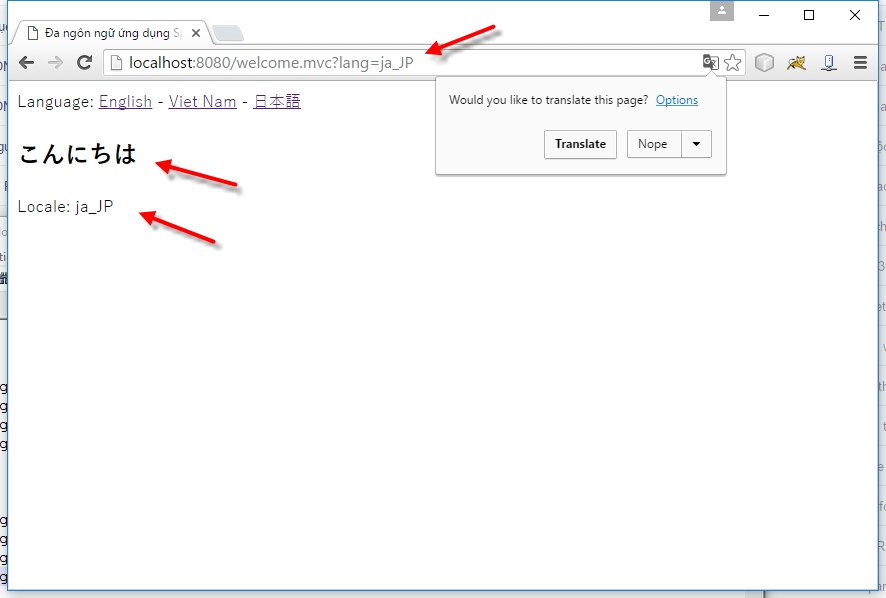 Đa ngôn ngữ ứng dụng
localhost:8080/welcome.mvc?lang=ja_JP
Would you like to translate this page? Options
Translate Nope
Language: English - Viet Nam - 日本語
こんにちは
Locale: ja_JP